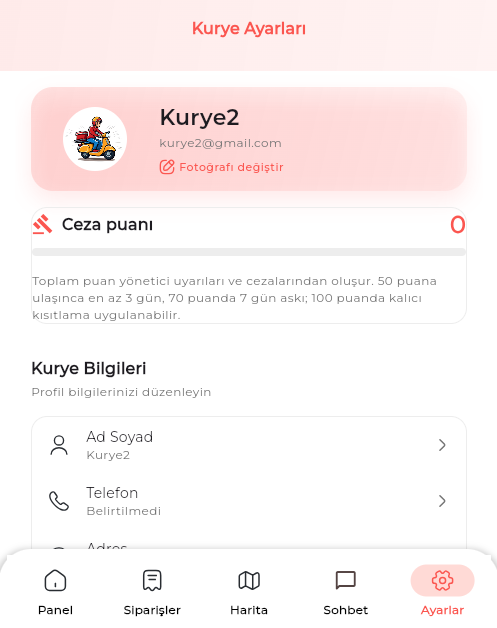 Kurye Ayarları
Kurye2
kurye2@gmail.com
Fotoğrafı değiştir
Ceza puanı
0
Toplam puan yönetici uyarıları ve cezalarından oluşur. 50 puana
ulaşınca en az 3 gün, 70 puanda 7 gün askı; 100 puanda kalıcı
kısıtlama uygulanabilir.
Kurye Bilgileri
Profil bilgilerinizi düzenleyin
Ad Soyad
Kurye2
Telefon
Belirtilmedi
Adres
Panel
Siparişler
Harita
Sohbet
Ayarlar